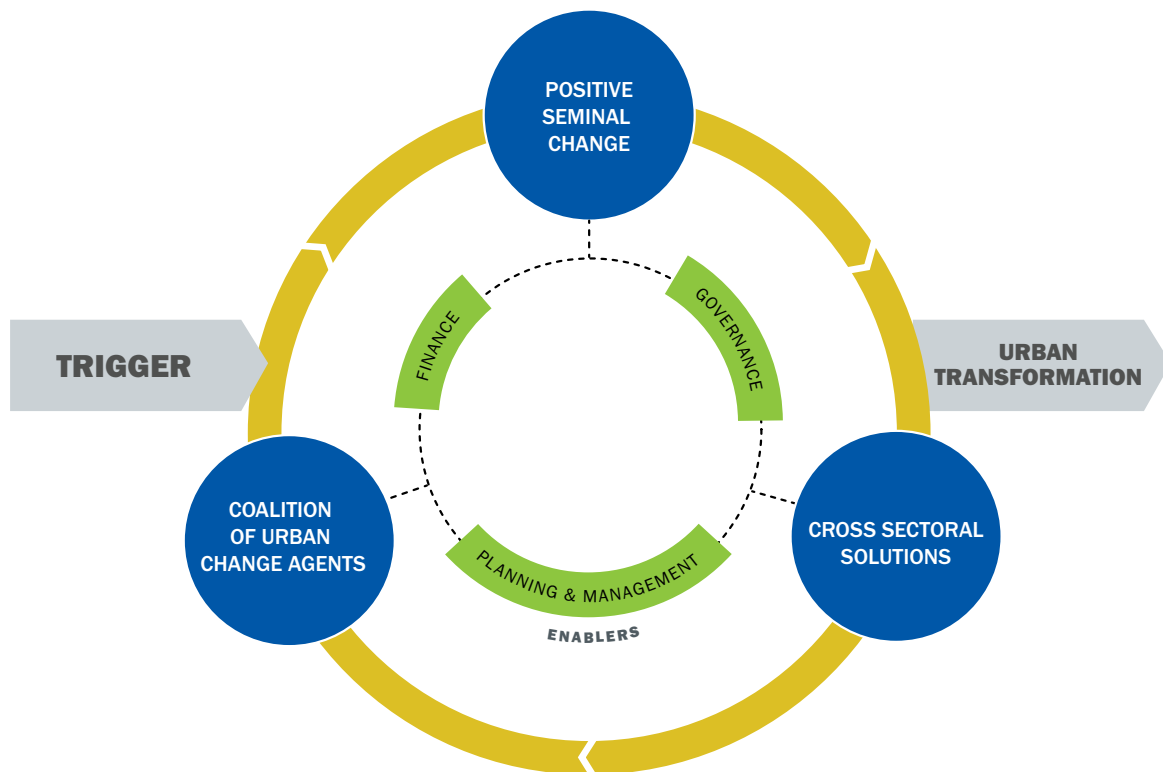 POSITIVE
SEMINAL
CHANGE
FINANCE
GOVERNANCE
TRIGGER
URBAN
TRANSFORMATION
COALITION
OF URBAN
CHANGE AGENTS
CROSS SECTORAL
SOLUTIONS
PLANNING & MANAGEMENT
ENABLERS